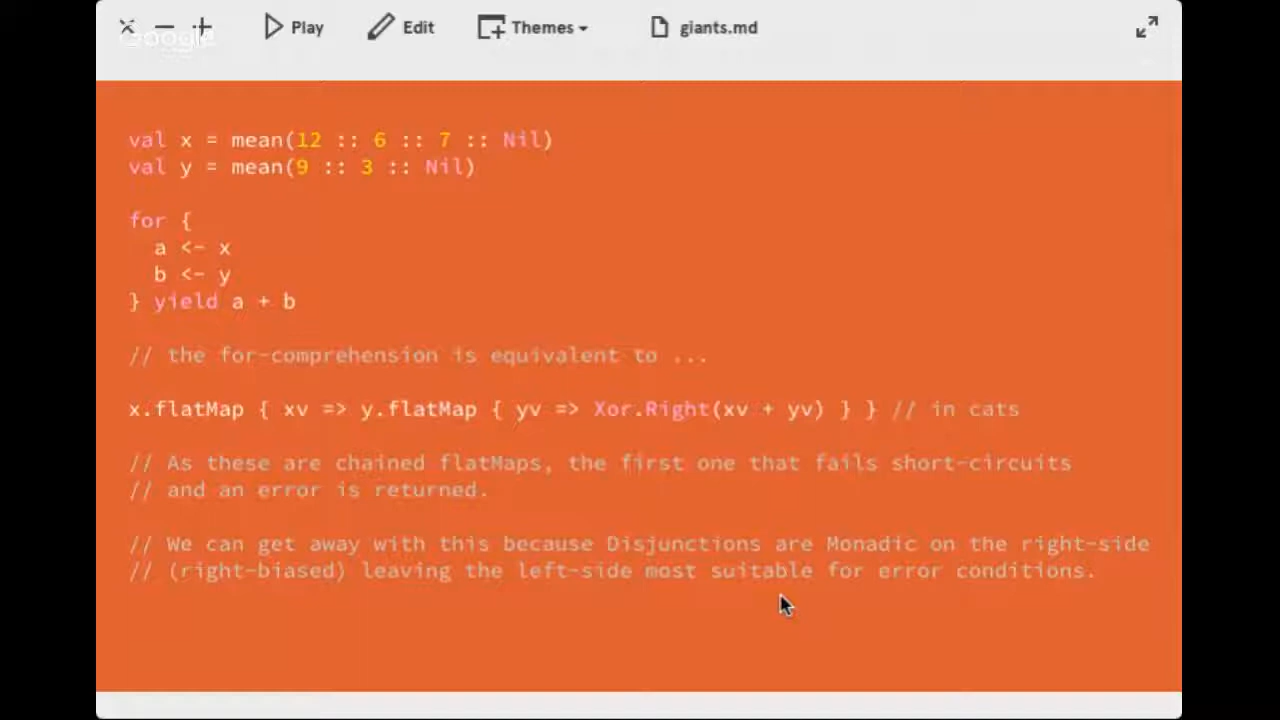 Play Edit Themes giants.md
Google
val x = mean(12 :: 6 :: 7 :: Nil)
val y = mean(9 :: 3 :: Nil)
for {
a <- x
b <- y
} yield a + b
// the for-comprehension is equivalent to ...
x.flatMap { xv => y.flatMap { yv => Xor.Right(xv + yv) } } // in cats
// As these are chained flatMaps, the first one that fails short-circuits
// and an error is returned.
// We can get away with this because Disjunctions are Monadic on the right-side
// (right-biased) leaving the left-side most suitable for error conditions.